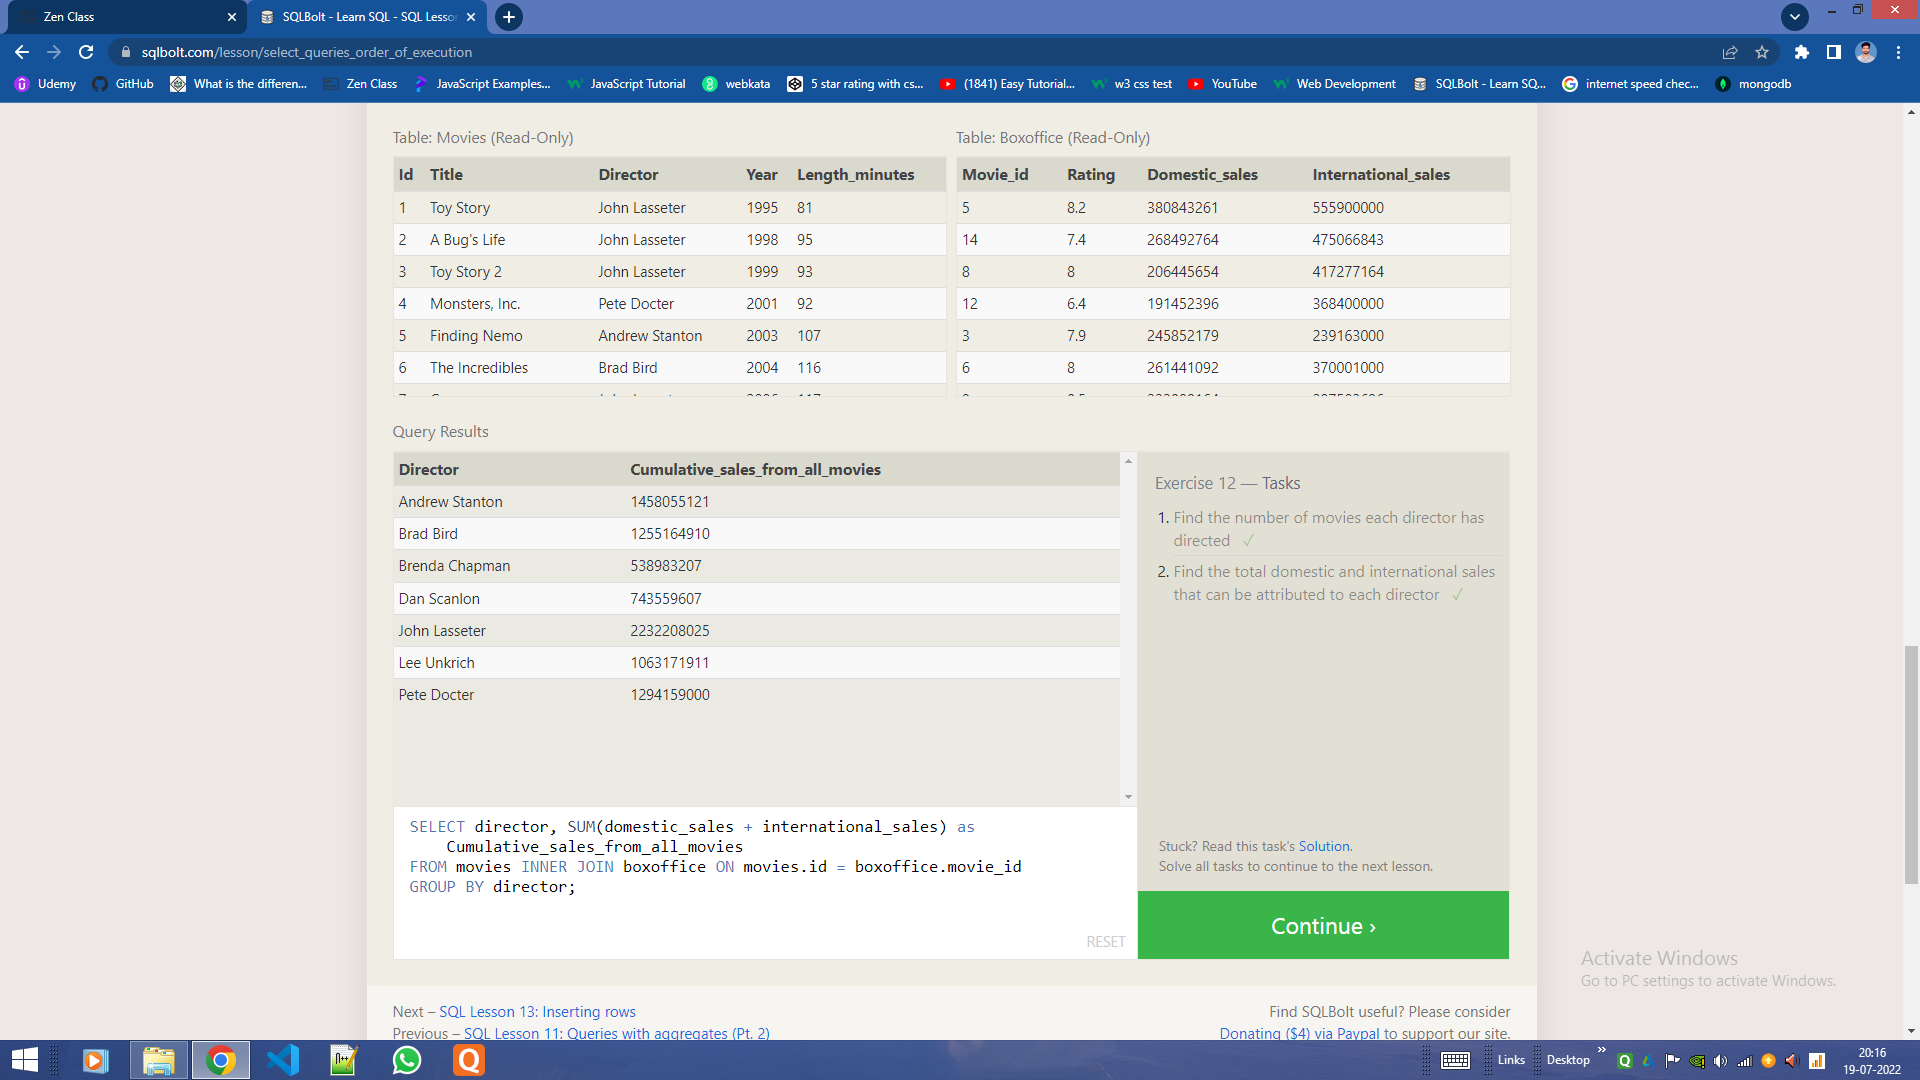 Zen Class
SQLBolt - Learn SQL - SQL Lesson
sqlbolt.com/lesson/select_queries_order_of_execution
Udemy GitHub What is the differen... Zen Class JavaScript Examples... JavaScript Tutorial webkata 5 star rating with cs... (1841) Easy Tutorial... w3 css test YouTube Web Development SQLBolt - Learn SQ... internet speed chec... mongodb
Table: Movies (Read-Only)
Id Title Director Year Length_minutes
1 Toy Story John Lasseter 1995 81
2 A Bug's Life John Lasseter 1998 95
3 Toy Story 2 John Lasseter 1999 93
4 Monsters, Inc. Pete Docter 2001 92
5 Finding Nemo Andrew Stanton 2003 107
6 The Incredibles Brad Bird 2004 116
Table: Boxoffice (Read-Only)
Movie_id Rating Domestic_sales International_sales
5 8.2 380843261 555900000
14 7.4 268492764 475066843
8 8 206445654 417277164
12 6.4 191452396 368400000
3 7.9 245852179 239163000
6 8 261441092 370001000
Query Results
Director Cumulative_sales_from_all_movies
Andrew Stanton 1458055121
Brad Bird 1255164910
Brenda Chapman 538983207
Dan Scanlon 743559607
John Lasseter 2232208025
Lee Unkrich 1063171911
Pete Docter 1294159000
SELECT director, SUM(domestic_sales + international_sales) as
Cumulative_sales_from_all_movies
FROM movies INNER JOIN boxoffice ON movies.id = boxoffice.movie_id
GROUP BY director;
RESET
Exercise 12 — Tasks
1. Find the number of movies each director has
directed ✓
2. Find the total domestic and international sales
that can be attributed to each director ✓
Stuck? Read this task's Solution.
Solve all tasks to continue to the next lesson.
Continue ›
Activate Windows
Go to PC settings to activate Windows.
Next – SQL Lesson 13: Inserting rows
Previous – SQL Lesson 11: Queries with aggregates (Pt. 2)
Find SQLBolt useful? Please consider
Donating ($4) via Paypal to support our site.
Links
Desktop
20:16
19-07-2022